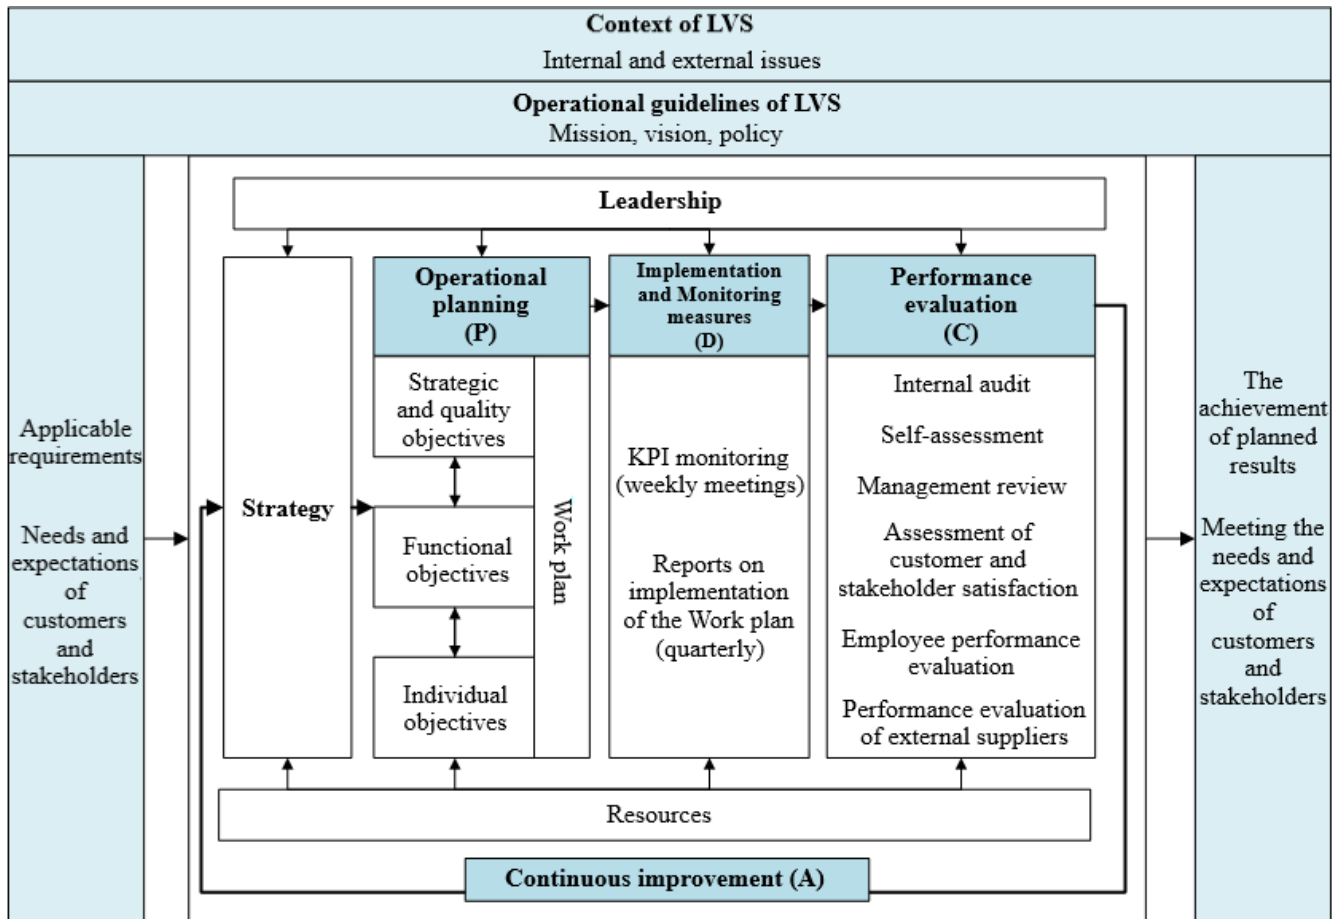 Context of LVS
Internal and external issues
Operational guidelines of LVS
Mission, vision, policy
Applicable
requirements
Needs and
expectations
of
customers
and
stakeholders
Leadership
Strategy
Operational
planning
(P)
Strategic
and quality
objectives
Functional
objectives
Individual
objectives
Work plan
Implementation
and Monitoring
measures
(D)
KPI monitoring
(weekly meetings)
Reports on
implementation
of the Work plan
(quarterly)
Performance
evaluation
(C)
Internal audit
Self-assessment
Management review
Assessment of
customer and
stakeholder satisfaction
Employee performance
evaluation
Performance evaluation
of external suppliers
Resources
Continuous improvement (A)
The
achievement
of planned
results
Meeting the
needs and
expectations
of
customers
and
stakeholders